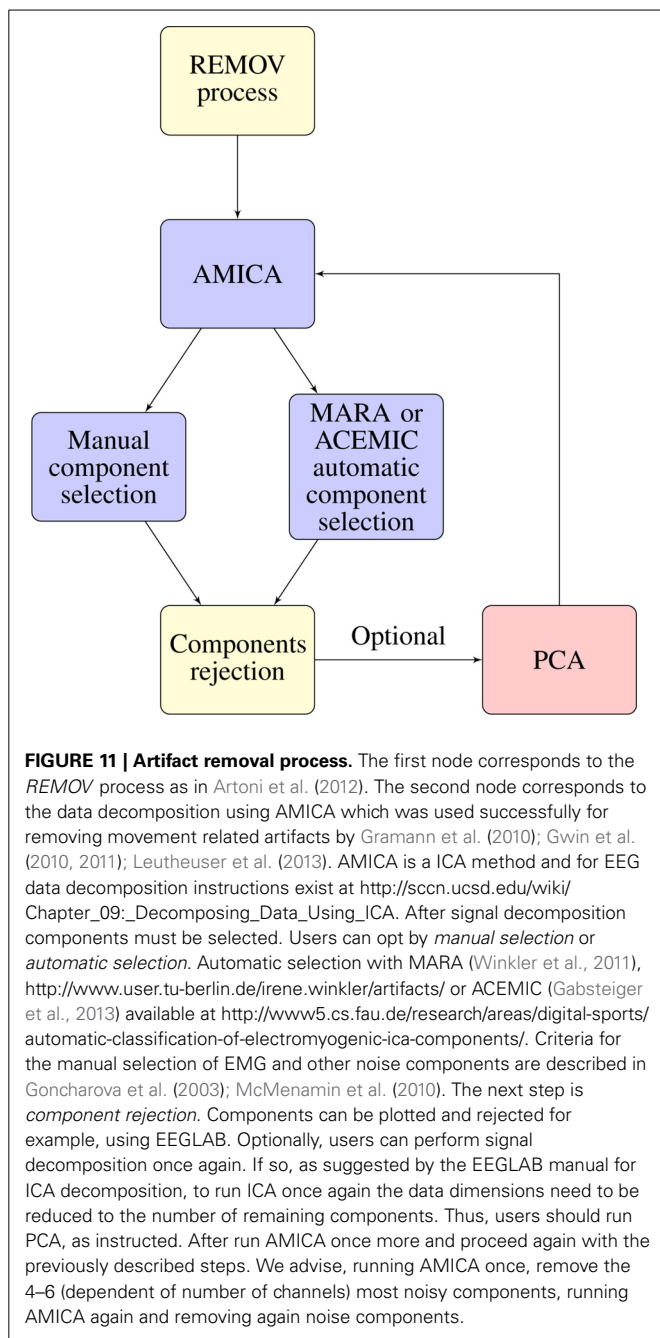 REMOV
process
AMICA
Manual
component
selection
MARA or
ACEMIC
automatic
component
selection
Components
rejection
Optional
PCA
FIGURE 11 | Artifact removal process. The first node corresponds to the
REMOV process as in Artoni et al. (2012). The second node corresponds to
the data decomposition using AMICA which was used successfully for
removing movement related artifacts by Gramann et al. (2010); Gwin et al.
(2010, 2011); Leutheuser et al. (2013). AMICA is a ICA method and for EEG
data decomposition instructions exist at http://sccn.ucsd.edu/wiki/
Chapter_09:_Decomposing_Data_Using_ICA. After signal decomposition
components must be selected. Users can opt by manual selection or
automatic selection. Automatic selection with MARA (Winkler et al., 2011),
http://www.user.tu-berlin.de/irene.winkler/artifacts/ or ACEMIC (Gabsteiger
et al., 2013) available at http://www5.cs.fau.de/research/areas/digital-sports/
automatic-classification-of-electromyogenic-ica-components/. Criteria for
the manual selection of EMG and other noise components are described in
Goncharova et al. (2003); McMenamin et al. (2010). The next step is
component rejection. Components can be plotted and rejected for
example, using EEGLAB. Optionally, users can perform signal
decomposition once again. If so, as suggested by the EEGLAB manual for
ICA decomposition, to run ICA once again the data dimensions need to be
reduced to the number of remaining components. Thus, users should run
PCA, as instructed. After run AMICA once more and proceed again with the
previously described steps. We advise, running AMICA once, remove the
4–6 (dependent of number of channels) most noisy components, running
AMICA again and removing again noise components.